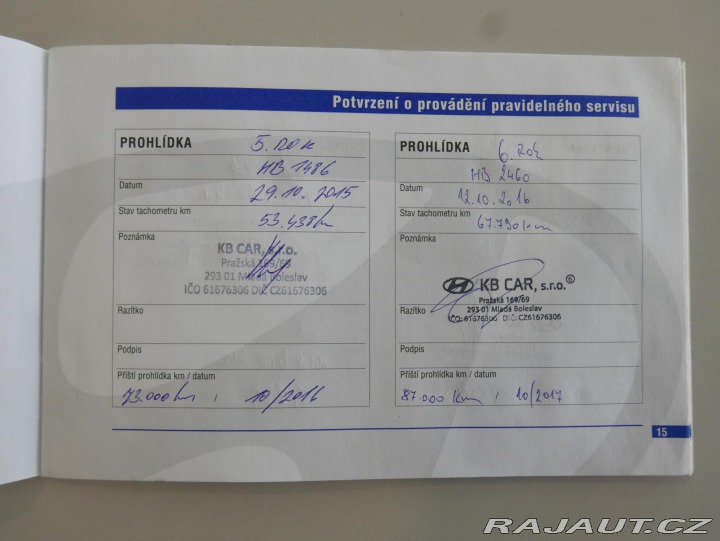 Potvrzení o provádění pravidelného servisu
PROHLÍDKA 5. ROK
HB 1486
Datum 29.10.2015
Stav tachometru km 53.438 km
Poznámka
KB CAR, s.r.o.
Pražská 169/69
293 01 Mladá Boleslav
IČO 61676306 DIČ CZ61676306
Razítko
Podpis
Příští prohlídka km / datum
73.000 km / 10/2016
PROHLÍDKA 6. ROK
HB 2460
Datum 12.10.2016
Stav tachometru km 67.790 km
Poznámka
HYUNDAI KB CAR, s.r.o. ®
Pražská 169/69
293 01 Mladá Boleslav
IČO: 61676306 DIČ: CZ61676306
Razítko
Podpis
Příští prohlídka km / datum
87.000 km / 10/2017
15
RAJAUT.CZ